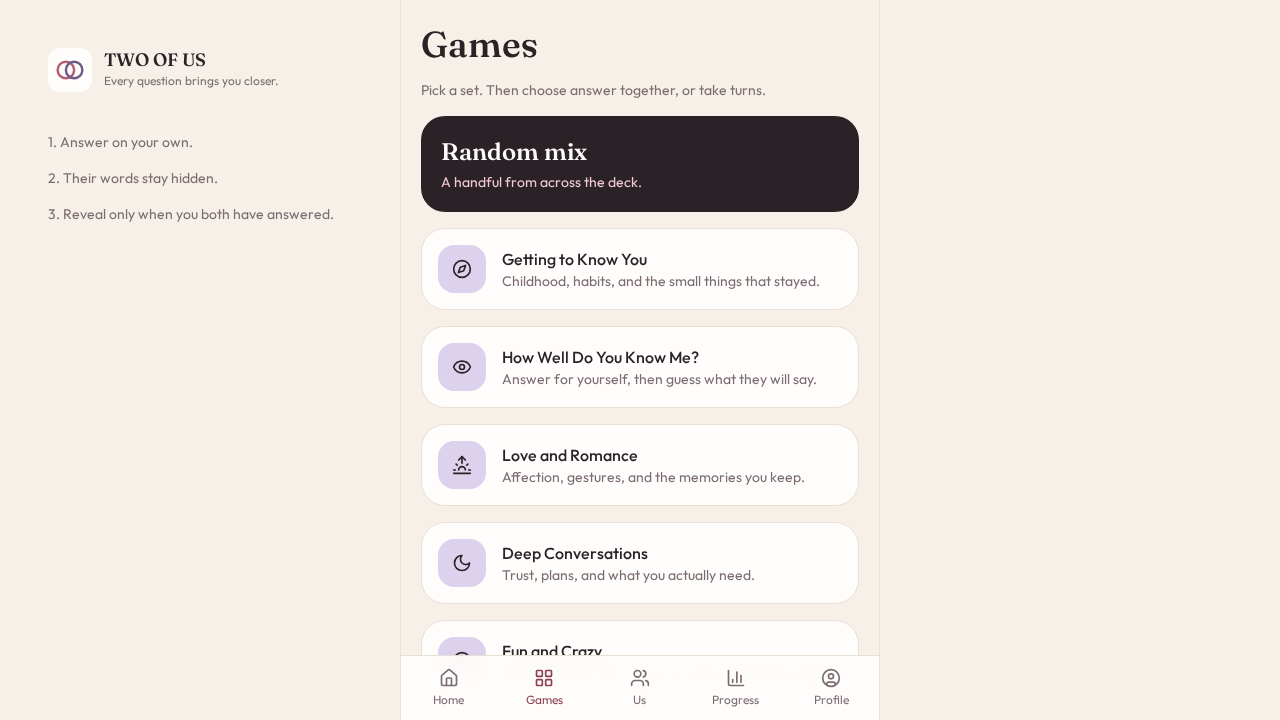 TWO OF US
Every question brings you closer.
1. Answer on your own.
2. Their words stay hidden.
3. Reveal only when you both have answered.
Games
Pick a set. Then choose answer together, or take turns.
Random mix
A handful from across the deck.
Getting to Know You
Childhood, habits, and the small things that stayed.
How Well Do You Know Me?
Answer for yourself, then guess what they will say.
Love and Romance
Affection, gestures, and the memories you keep.
Deep Conversations
Trust, plans, and what you actually need.
Fun and Crazy
Home
Games
Us
Progress
Profile